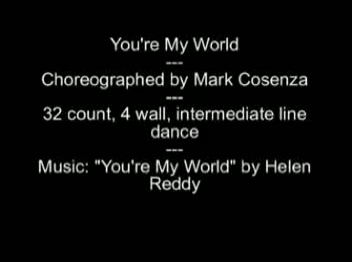 You're My World
---
Choreographed by Mark Cosenza
---
32 count, 4 wall, intermediate line
dance
---
Music: "You're My World" by Helen
Reddy